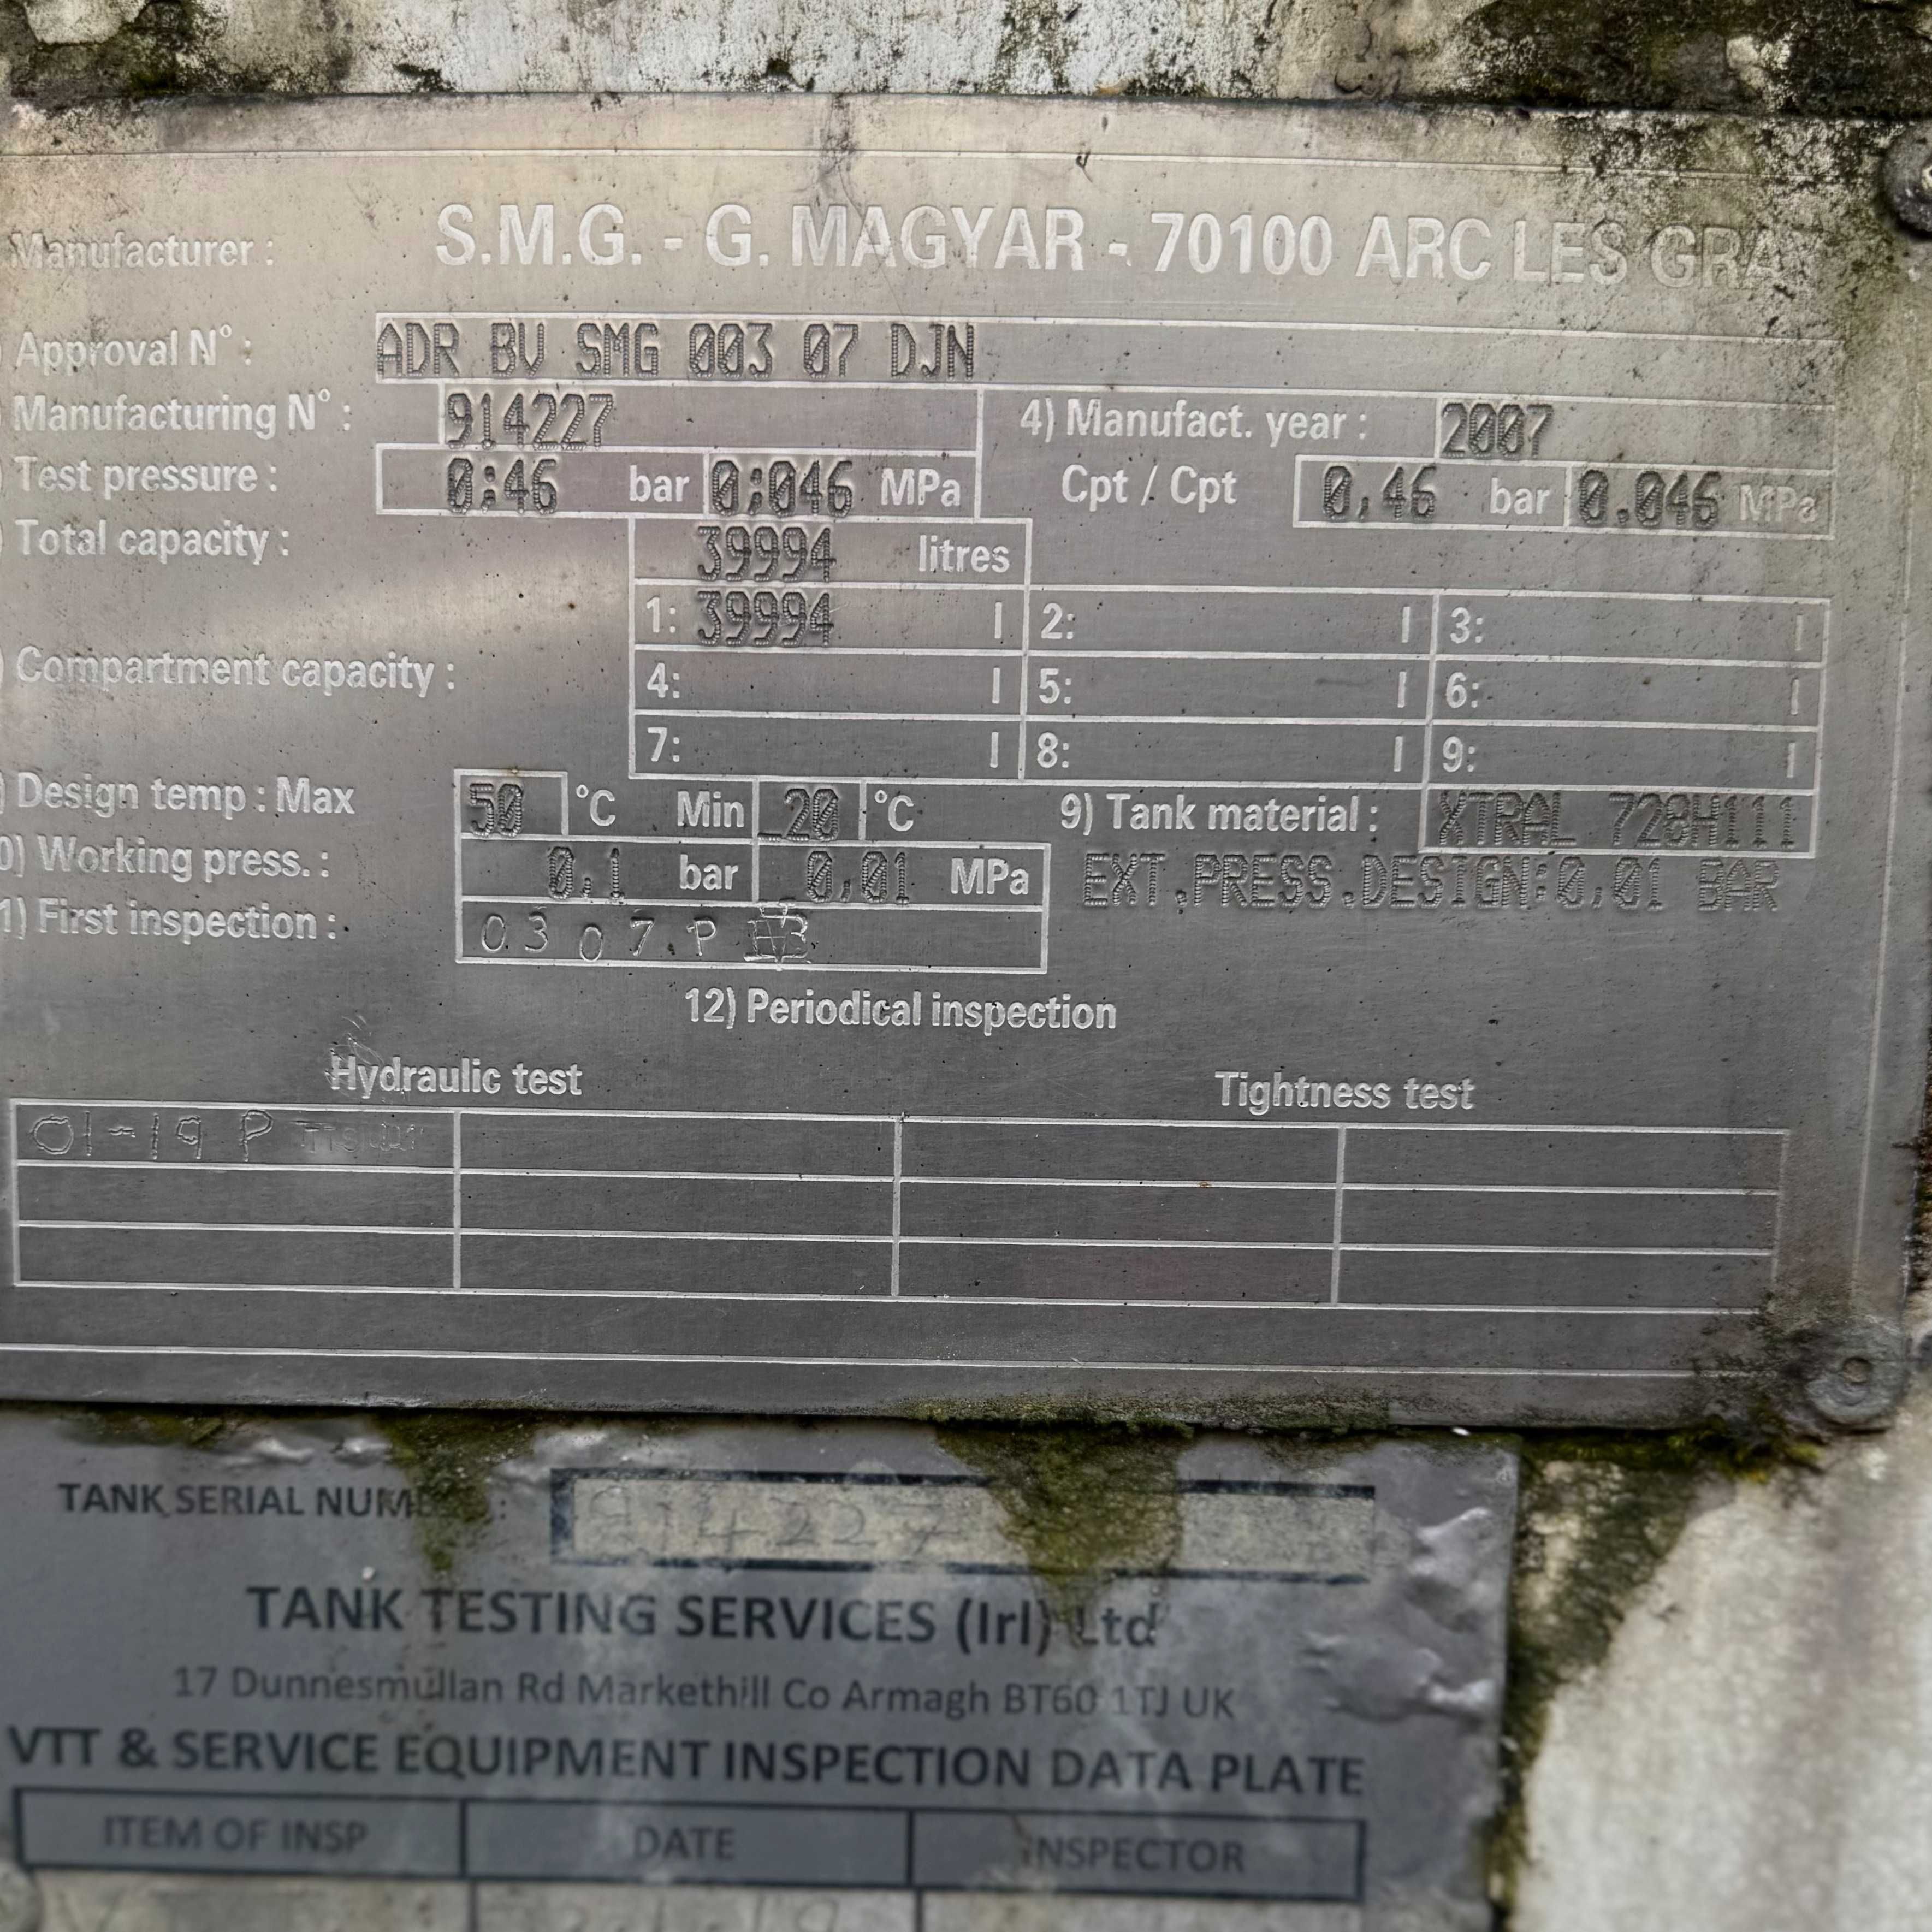 Manufacturer : S.M.G. - G. MAGYAR - 70100 ARC LES GRAY
) Approval N° : ADR BV SMG 003 07 DJN
Manufacturing N° : 914227 4) Manufact. year : 2007
Test pressure : 0:46 bar 0:046 MPa Cpt / Cpt 0,46 bar 0.046 MPa
) Total capacity : 39994 litres
1: 39994 l 2: l 3: l
) Compartment capacity : 4: l 5: l 6: l
7: l 8: l 9: l
) Design temp : Max 50 °C Min _20 °C 9) Tank material : XTRAL 728H111
0) Working press. : 0,1 bar 0,01 MPa EXT.PRESS.DESIGN:0,01 BAR
1) First inspection : 03 07.P
12) Periodical inspection
Hydraulic test Tightness test
01-19 P
TANK SERIAL NUM : 914227
TANK TESTING SERVICES (Irl) Ltd
17 Dunnesmullan Rd Markethill Co Armagh BT60 1TJ UK
VTT & SERVICE EQUIPMENT INSPECTION DATA PLATE
ITEM OF INSP DATE INSPECTOR